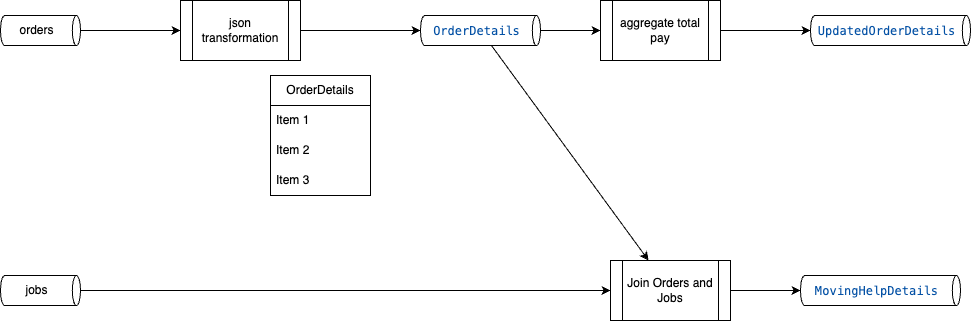 orders
json
transformation
OrderDetails
aggregate total
pay
UpdatedOrderDetails
OrderDetails
Item 1
Item 2
Item 3
jobs
Join Orders and
Jobs
MovingHelpDetails